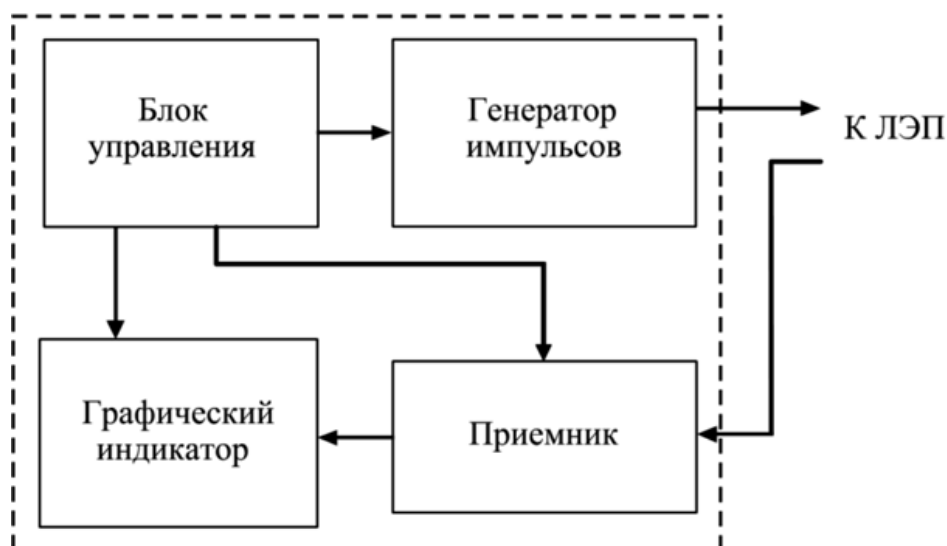 Блок
управления
Генератор
импульсов
К ЛЭП
Графический
индикатор
Приемник